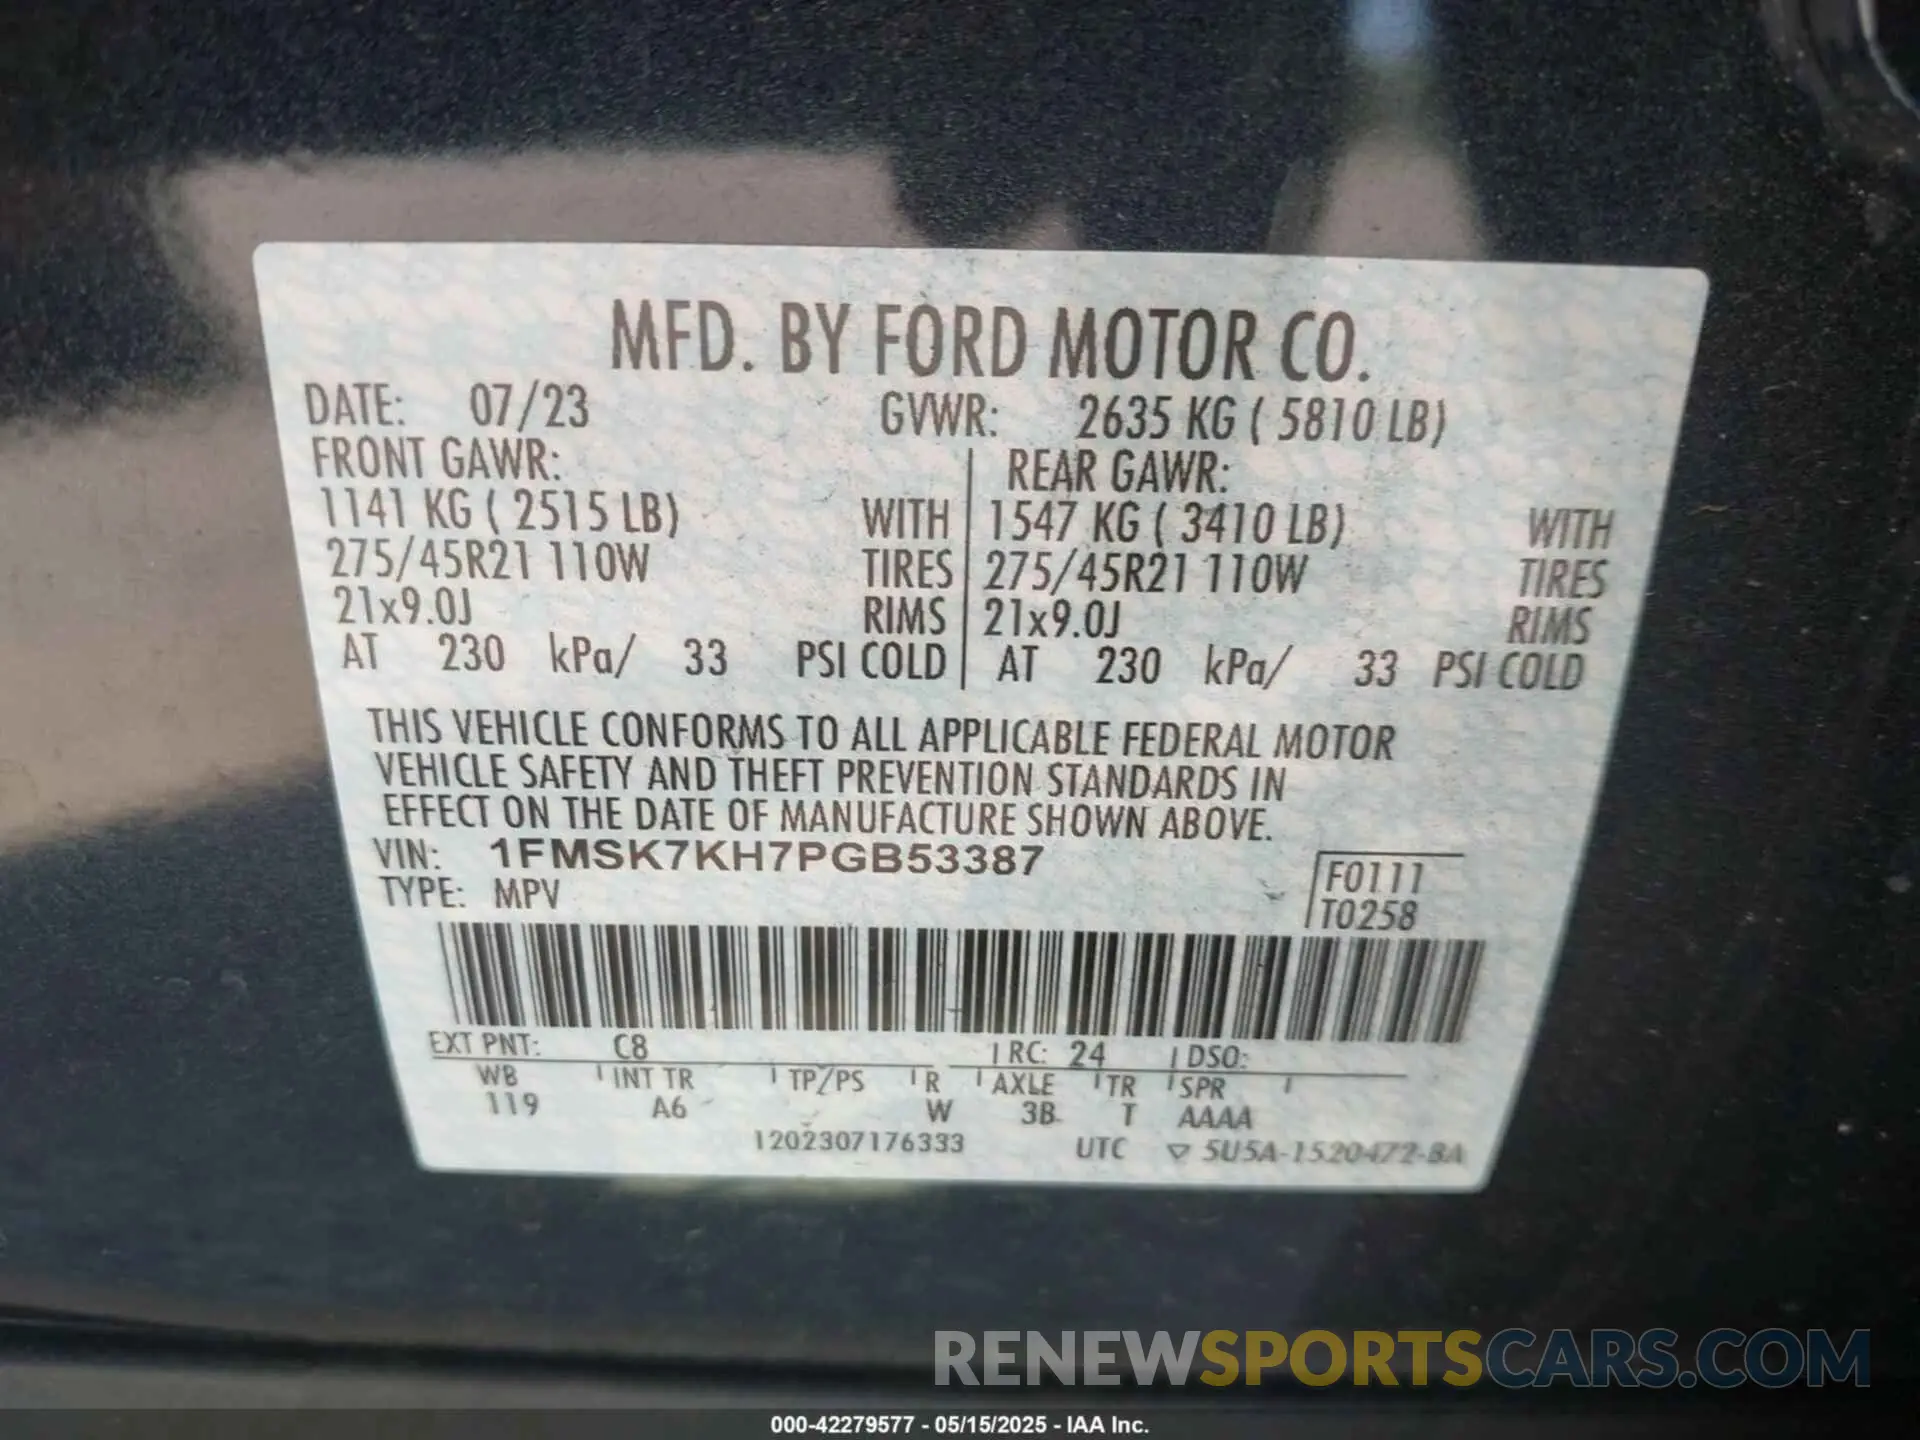 MFD. BY FORD MOTOR CO.
DATE: 07/23 GVWR: 2635 KG ( 5810 LB)
FRONT GAWR: REAR GAWR:
1141 KG ( 2515 LB) WITH 1547 KG ( 3410 LB) WITH
275/45R21 110W TIRES 275/45R21 110W TIRES
21x9.0J RIMS 21x9.0J RIMS
AT 230 kPa/ 33 PSI COLD AT 230 kPa/ 33 PSI COLD
THIS VEHICLE CONFORMS TO ALL APPLICABLE FEDERAL MOTOR
VEHICLE SAFETY AND THEFT PREVENTION STANDARDS IN
EFFECT ON THE DATE OF MANUFACTURE SHOWN ABOVE.
VIN: 1FMSK7KH7PGB53387
TYPE: MPV
F0111
T0258
EXT PNT: C8 RC: 24 DSO:
WB INT TR TP/PS R AXLE TR SPR
119 A6 W 3B T AAAA
1202307176333 UTC ▽ 5U5A-1520472-BA
RENEWSPORTSCARS.COM
000-42279577 - 05/15/2025 - IAA Inc.